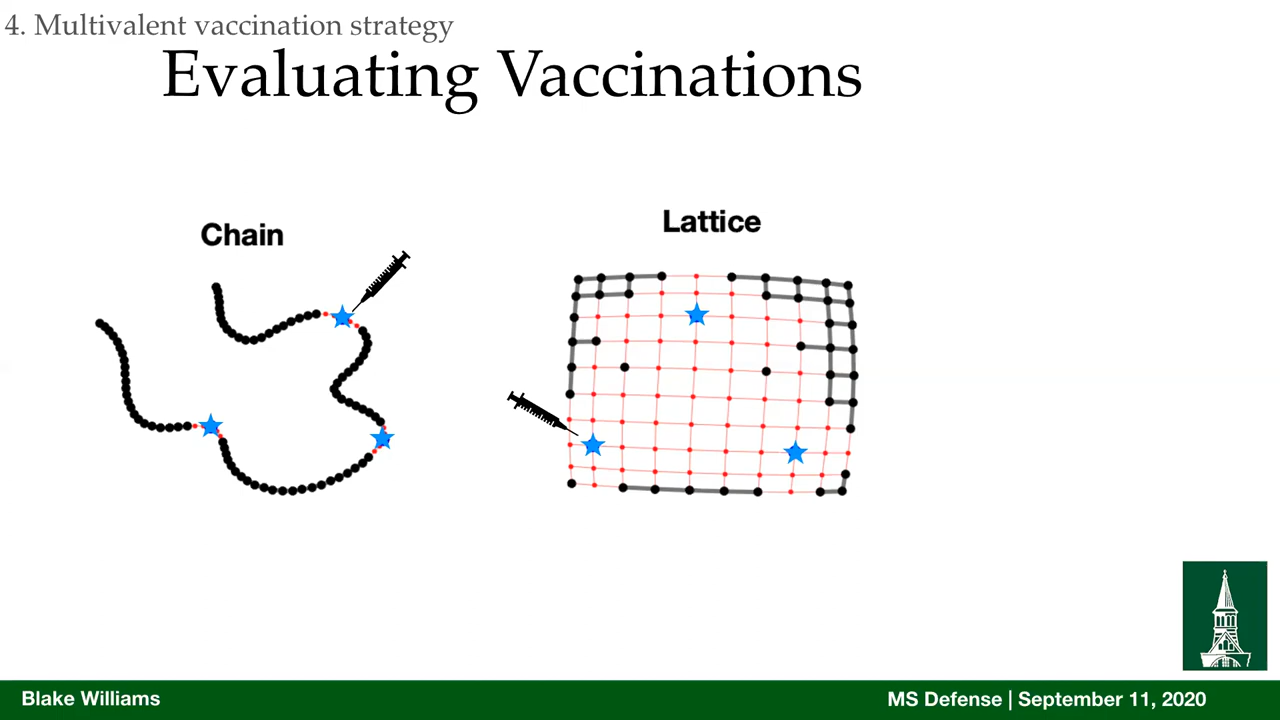 4. Multivalent vaccination strategy
Evaluating Vaccinations
Chain
Lattice
Blake Williams
MS Defense | September 11, 2020